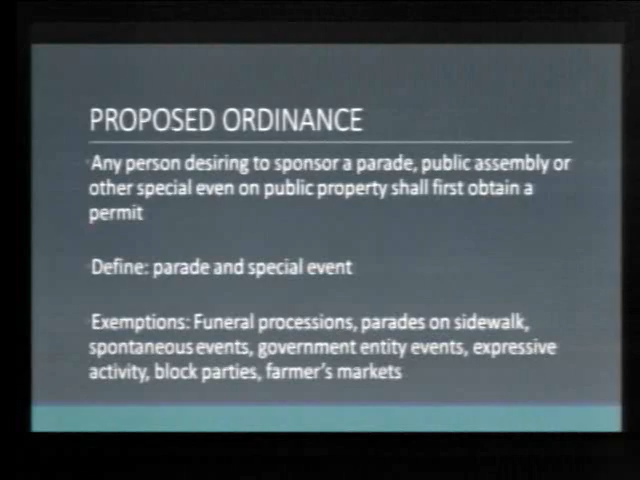 PROPOSED ORDINANCE
Any person desiring to sponsor a parade, public assembly or
other special even on public property shall first obtain a
permit
Define: parade and special event
Exemptions: Funeral processions, parades on sidewalk,
spontaneous events, government entity events, expressive
activity, block parties, farmer's markets